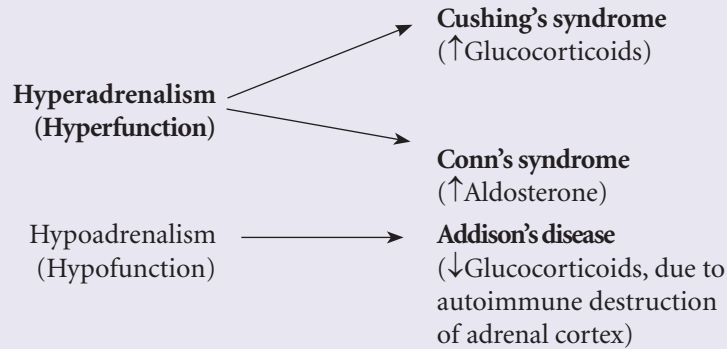 Cushing's syndrome
(↑Glucocorticoids)
Hyperadrenalism
(Hyperfunction)
Conn's syndrome
(↑Aldosterone)
Hypoadrenalism
(Hypofunction)
Addison's disease
(↓Glucocorticoids, due to
autoimmune destruction
of adrenal cortex)